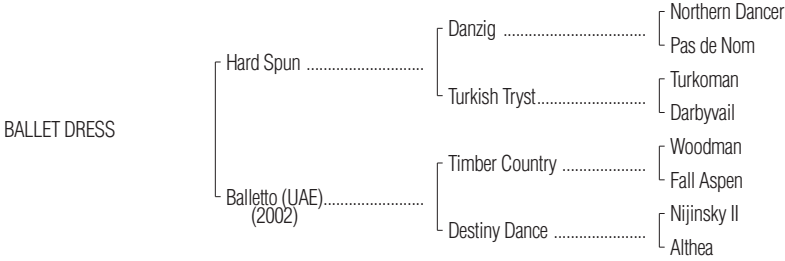 Northern Dancer
Danzig ..................................
Pas de Nom
Hard Spun ............................
Turkoman
Turkish Tryst..........................
Darbyvail
BALLET DRESS
Woodman
Timber Country ....................
Fall Aspen
Balletto (UAE)........................
(2002)
Nijinsky II
Destiny Dance ......................
Althea